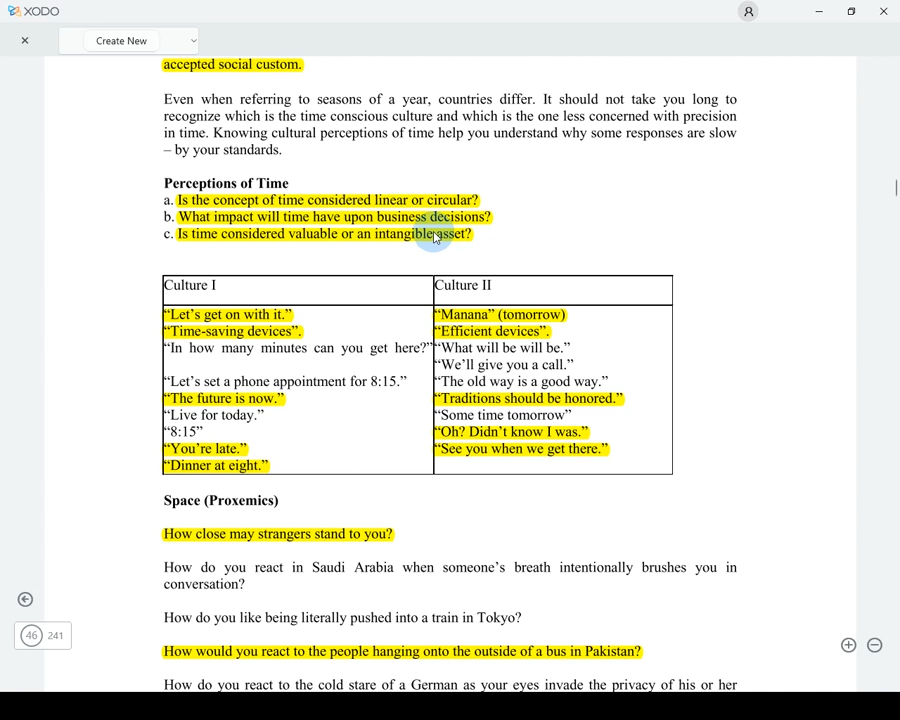 XODO
Create New
accepted social custom.
Even when referring to seasons of a year, countries differ. It should not take you long to
recognize which is the time conscious culture and which is the one less concerned with precision
in time. Knowing cultural perceptions of time help you understand why some responses are slow
– by your standards.
Perceptions of Time
a. Is the concept of time considered linear or circular?
b. What impact will time have upon business decisions?
c. Is time considered valuable or an intangible asset?
Culture I
“Let’s get on with it.”
“Time-saving devices”.
“In how many minutes can you get here?”
“Let’s set a phone appointment for 8:15.”
“The future is now.”
“Live for today.”
“8:15”
“You’re late.”
“Dinner at eight.”
Culture II
“Manana” (tomorrow)
“Efficient devices”.
“What will be will be.”
“We’ll give you a call.”
“The old way is a good way.”
“Traditions should be honored.”
“Some time tomorrow”
“Oh? Didn’t know I was.”
“See you when we get there.”
Space (Proxemics)
How close may strangers stand to you?
How do you react in Saudi Arabia when someone’s breath intentionally brushes you in
conversation?
How do you like being literally pushed into a train in Tokyo?
How would you react to the people hanging onto the outside of a bus in Pakistan?
How do you react to the cold stare of a German as your eyes invade the privacy of his or her
46 241